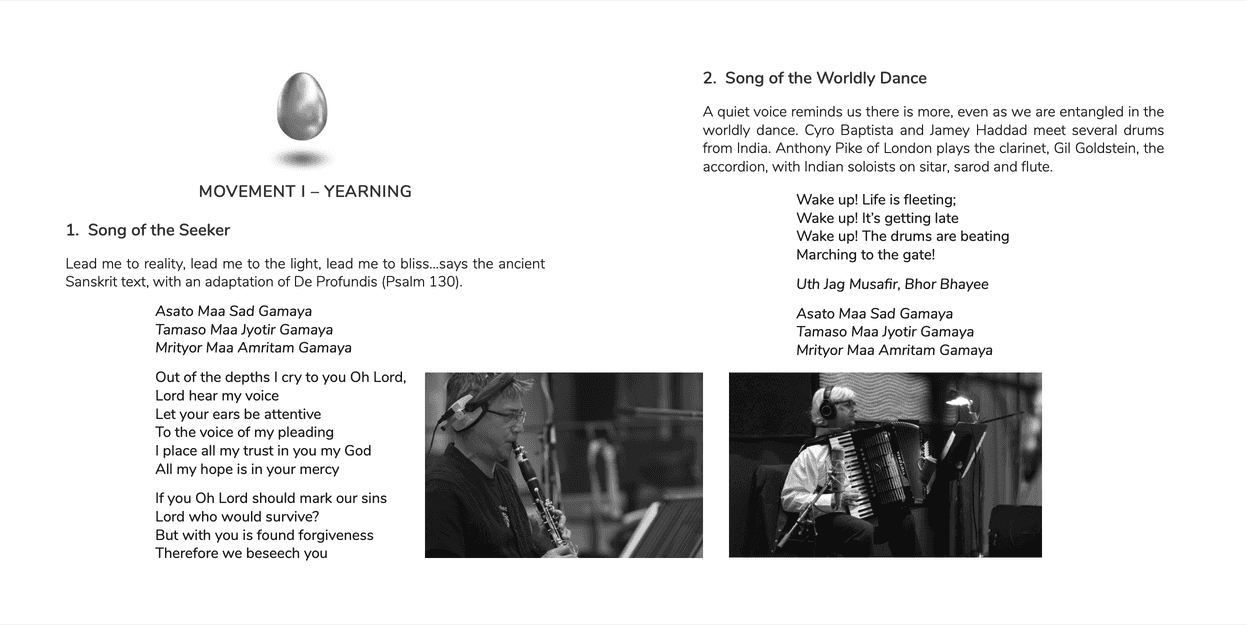 MOVEMENT I – YEARNING
1. Song of the Seeker
Lead me to reality, lead me to the light, lead me to bliss...says the ancient
Sanskrit text, with an adaptation of De Profundis (Psalm 130).
Asato Maa Sad Gamaya
Tamaso Maa Jyotir Gamaya
Mrityor Maa Amritam Gamaya
Out of the depths I cry to you Oh Lord,
Lord hear my voice
Let your ears be attentive
To the voice of my pleading
I place all my trust in you my God
All my hope is in your mercy
If you Oh Lord should mark our sins
Lord who would survive?
But with you is found forgiveness
Therefore we beseech you
2. Song of the Worldly Dance
A quiet voice reminds us there is more, even as we are entangled in the
worldly dance. Cyro Baptista and Jamey Haddad meet several drums
from India. Anthony Pike of London plays the clarinet, Gil Goldstein, the
accordion, with Indian soloists on sitar, sarod and flute.
Wake up! Life is fleeting;
Wake up! It's getting late
Wake up! The drums are beating
Marching to the gate!
Uth Jag Musafir, Bhor Bhayee
Asato Maa Sad Gamaya
Tamaso Maa Jyotir Gamaya
Mrityor Maa Amritam Gamaya